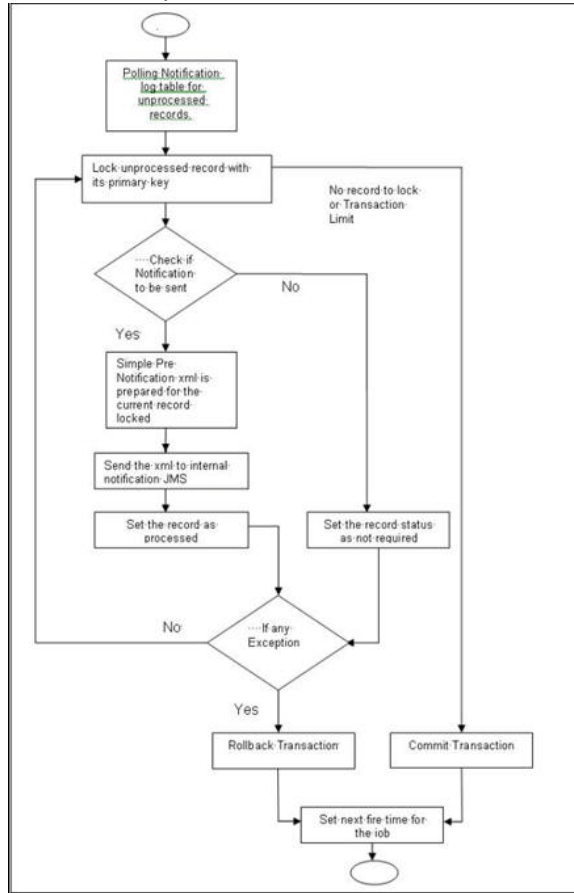 Polling Notification
log table for
unprocessed
records.
Lock unprocessed record with
its primary key
No record to lock
or Transaction
Limit
Check if
Notification
to be sent
No
Yes
Simple Pre
Notification xml is
prepared for the
current record
locked
Send the xml to internal
notification JMS
Set the record as
processed
Set the record status
as not required
No
If any
Exception
Yes
Rollback Transaction
Commit Transaction
Set next fire time for
the job